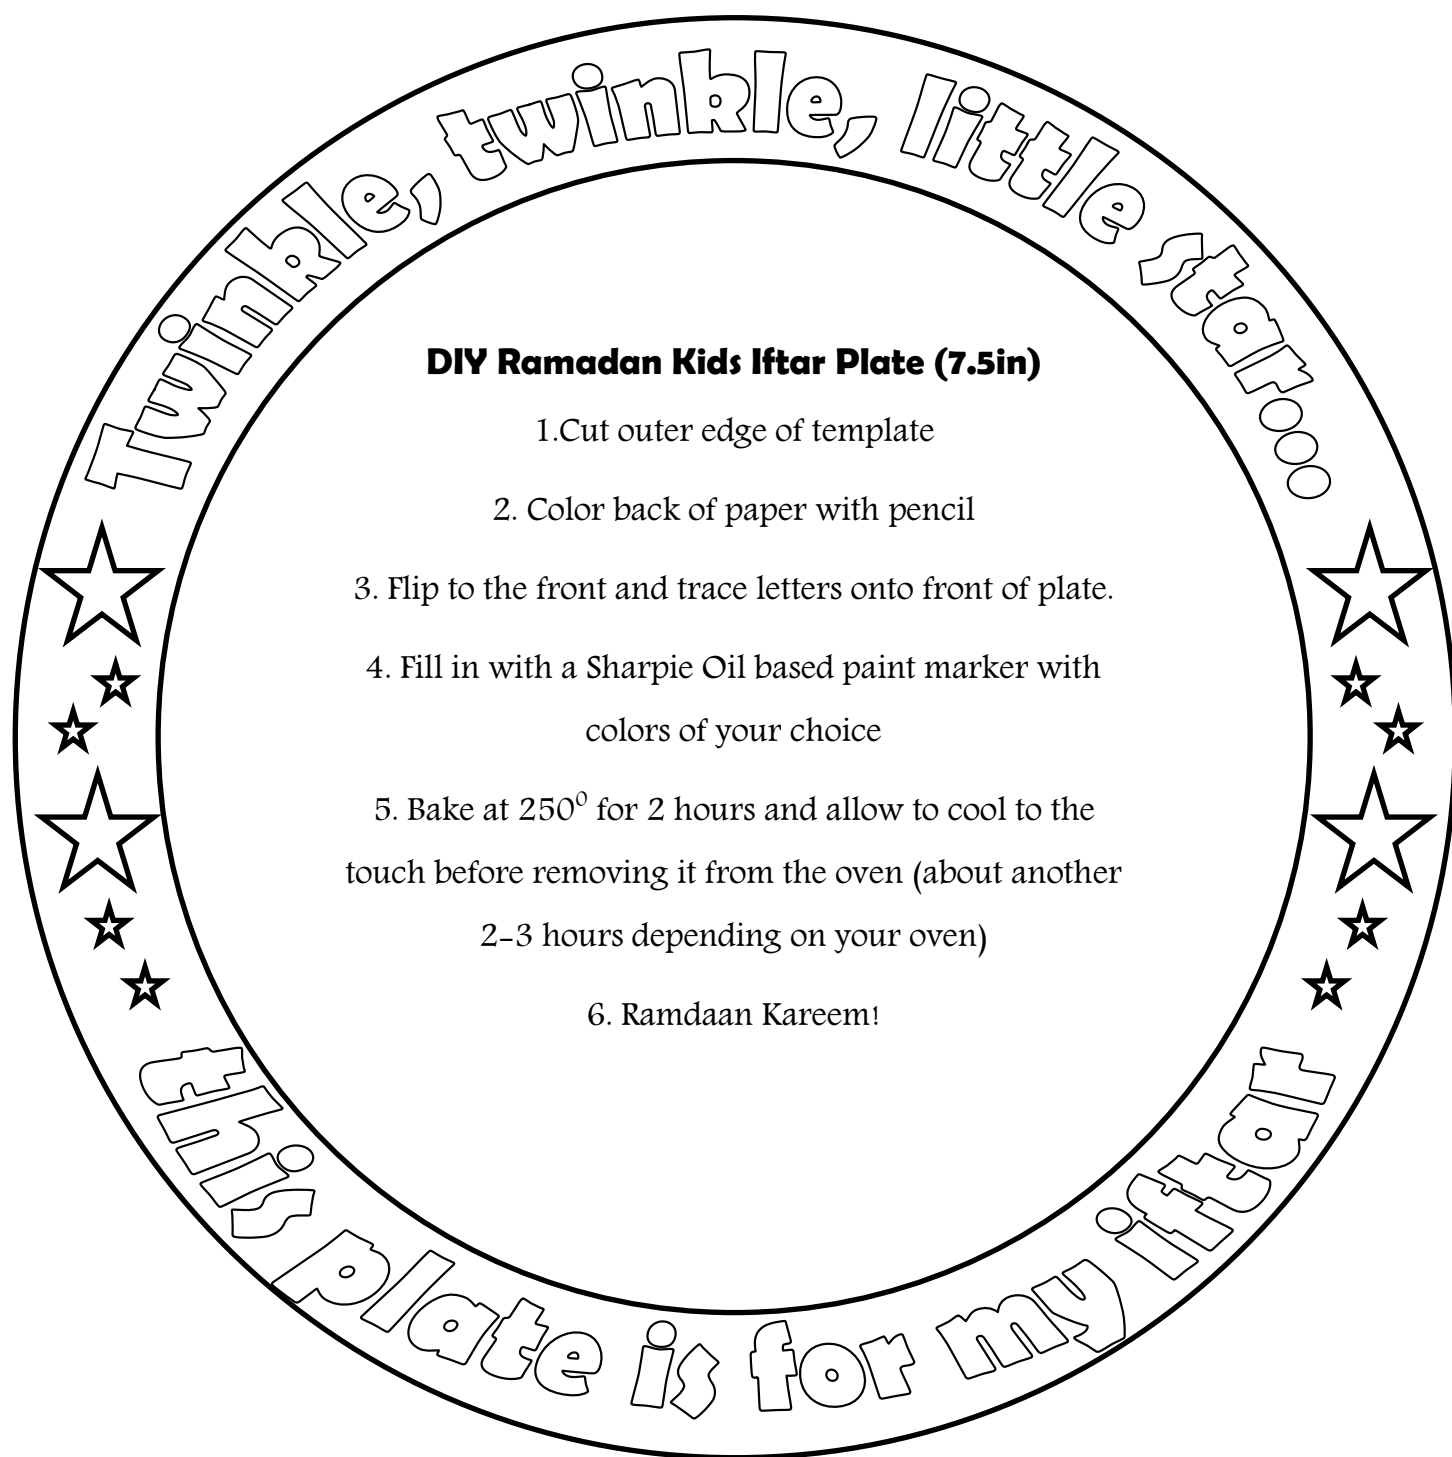 Twinkle, twinkle, little star...
DIY Ramadan Kids Iftar Plate (7.5in)
1.Cut outer edge of template
2. Color back of paper with pencil
3. Flip to the front and trace letters onto front of plate.
4. Fill in with a Sharpie Oil based paint marker with
colors of your choice
5. Bake at 250⁰ for 2 hours and allow to cool to the
touch before removing it from the oven (about another
2-3 hours depending on your oven)
6. Ramdaan Kareem!
this plate is for my iftar